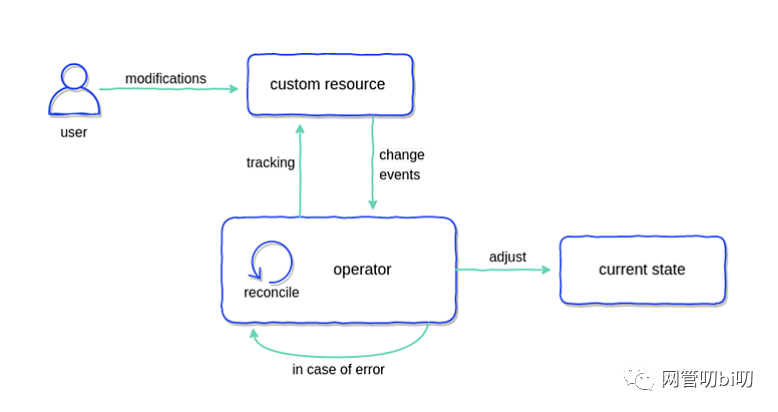 modifications
custom resource
user
tracking
change
events
operator
reconcile
adjust
current state
in case of error
网管叨bi叨